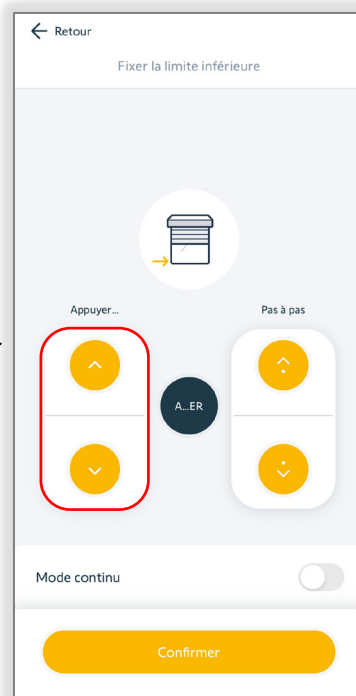 Retour
Fixer la limite inférieure
Appuyer...
Pas à pas
A...ER
Mode continu
Confirmer